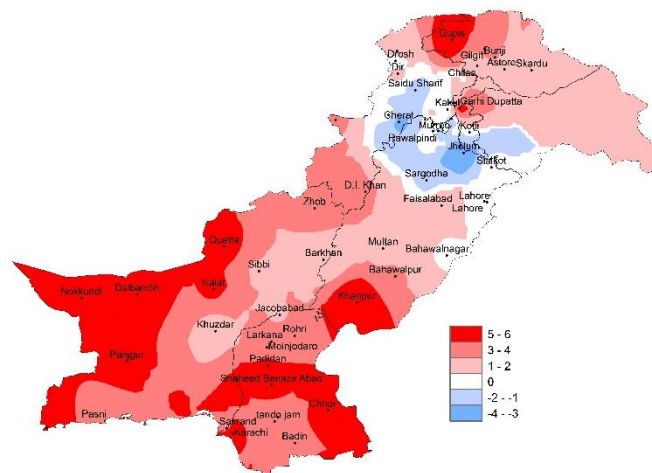 Gupis
Drosh
Gilgit
Bunji
Dir
Astore
Skardu
Chilas
Saidu Sharif
Kakul
Garhi Dupatta
Cherat
Murree
Kotli
Rawalpindi
Jhelum
Sialkot
Sargodha
D.I. Khan
Zhob
Faisalabad
Lahore
Lahore
Quetta
Multan
Barkhan
Bahawalnagar
Sibbi
Bahawalpur
Kalat
Nokkundi
Dalbandin
Khanpur
Jacobabad
Khuzdar
Rohri
Larkana
Moinjodaro
Panjgur
Padidan
Shaheed Benazir Abad
Chhor
Pasni
tando jam
Sakrand
Karachi
Badin
5 - 6
3 - 4
1 - 2
0
-2 - -1
-4 - -3